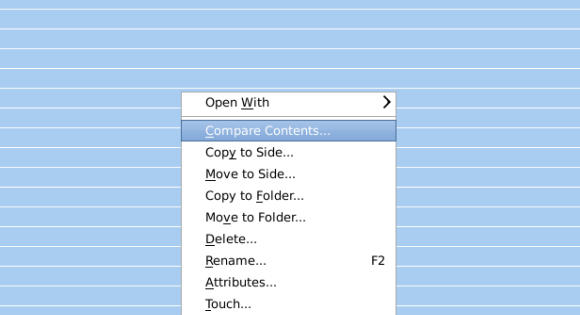 Open With
Compare Contents...
Copy to Side...
Move to Side...
Copy to Folder...
Move to Folder...
Delete...
Rename... F2
Attributes...
Touch...